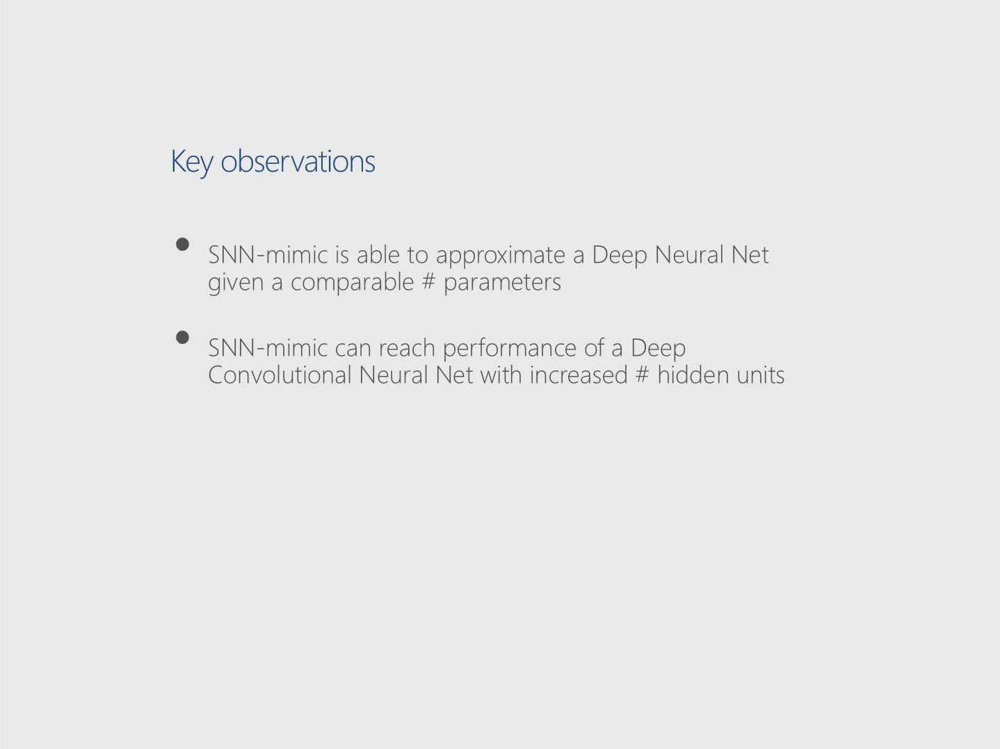 Key observations
• SNN-mimic is able to approximate a Deep Neural Net
given a comparable # parameters
• SNN-mimic can reach performance of a Deep
Convolutional Neural Net with increased # hidden units